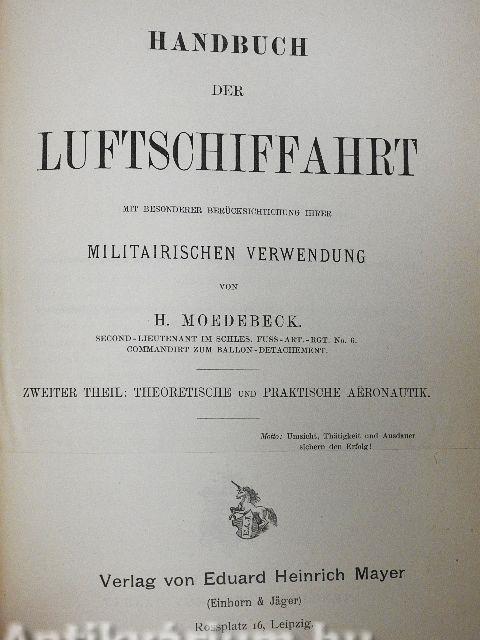 HANDBUCH
DER
LUFTSCHIFFAHRT
MIT BESONDERER BERÜCKSICHTIGUNG IHRER
MILITAIRISCHEN VERWENDUNG
VON
H. MOEDEBECK.
SECOND-LIEUTENANT IM SCHLES. FUSS-ART.-RGT. No. 6.
COMMANDIRT ZUM BALLON-DETACHEMENT.
ZWEITER THEIL: THEORETISCHE UND PRAKTISCHE AËRONAUTIK.
Motto: Umsicht, Thätigkeit und Ausdauer
sichern den Erfolg!
Verlag von Eduard Heinrich Mayer
(Einhorn & Jäger)
Rossplatz 16, Leipzig.